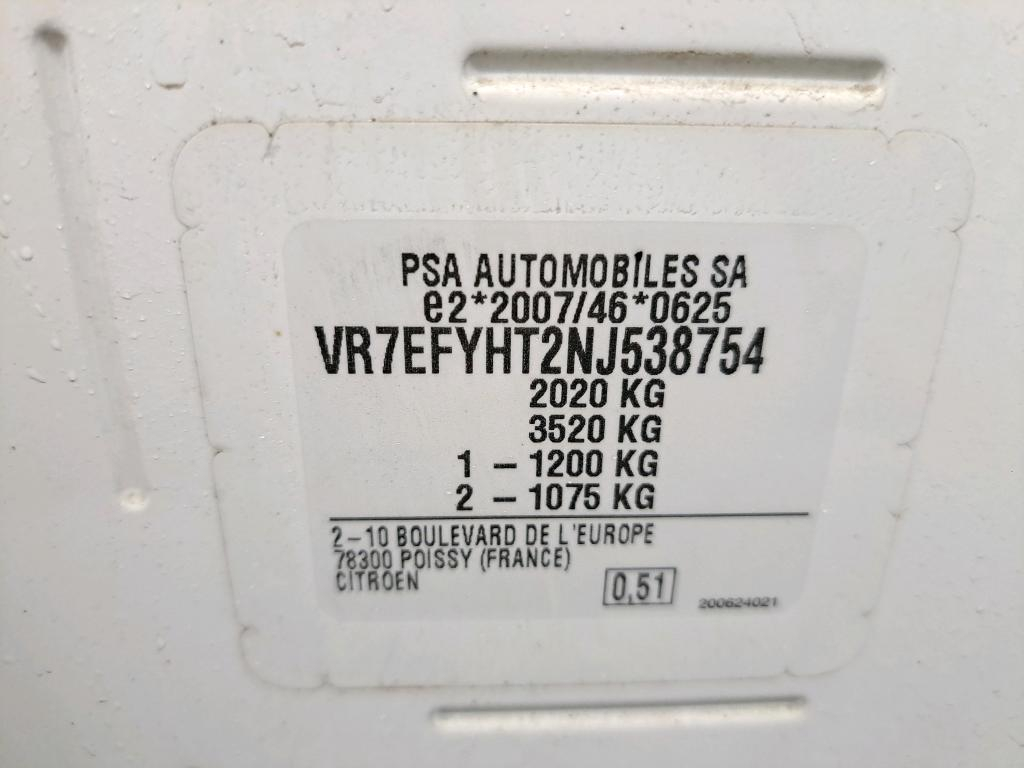 PSA AUTOMOBILES SA
e2*2007/46*0625
VR7EFYHT2NJ538754
2020 KG
3520 KG
1 - 1200 KG
2 - 1075 KG
2-10 BOULEVARD DE L'EUROPE
78300 POISSY (FRANCE)
CITROEN
0,51
200624021